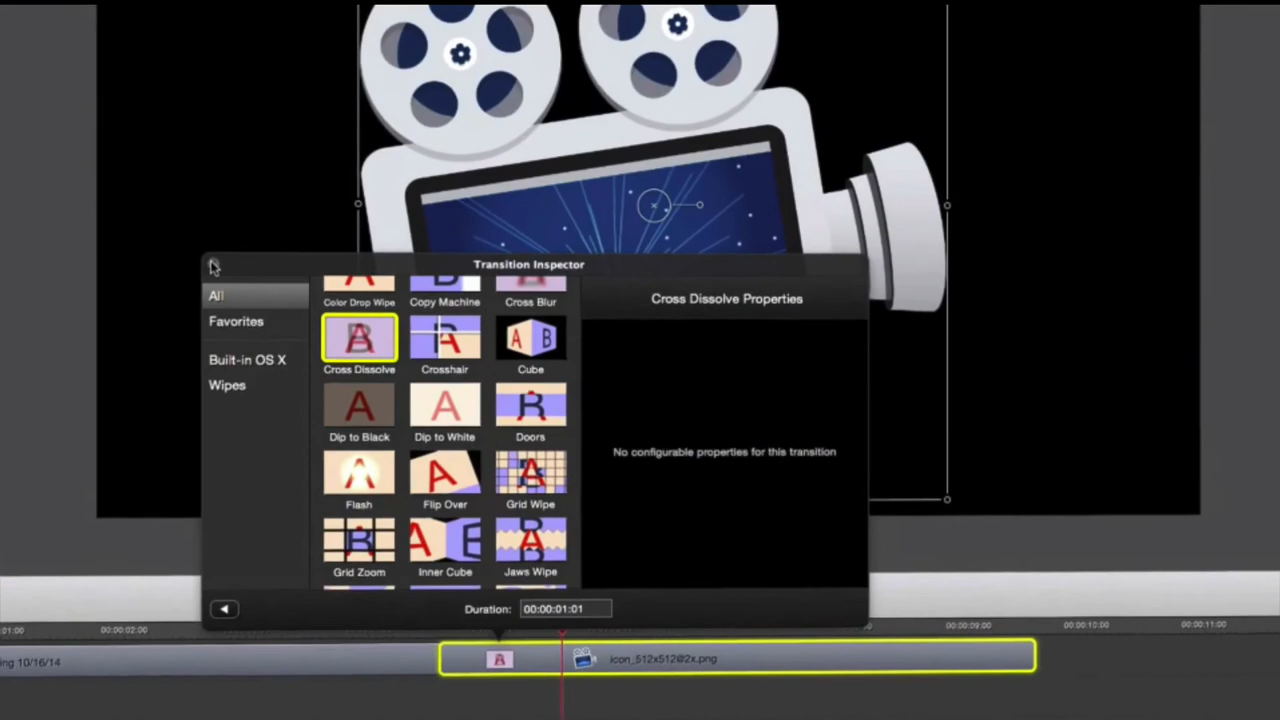 Transition Inspector
All
Favorites
Built-in OS X
Wipes
Color Drop Wipe
Copy Machine
Cross Blur
Cross Dissolve
Crosshair
Cube
Dip to Black
Dip to White
Doors
Flash
Flip Over
Grid Wipe
Grid Zoom
Inner Cube
Jaws Wipe
Cross Dissolve Properties
No configurable properties for this transition
Duration: 00:00:01:01
:01:00
00:00:02:00
00:00:09:00
00:00:10:00
00:00:11:00
ing 10/16/14
icon_512x512@2x.png